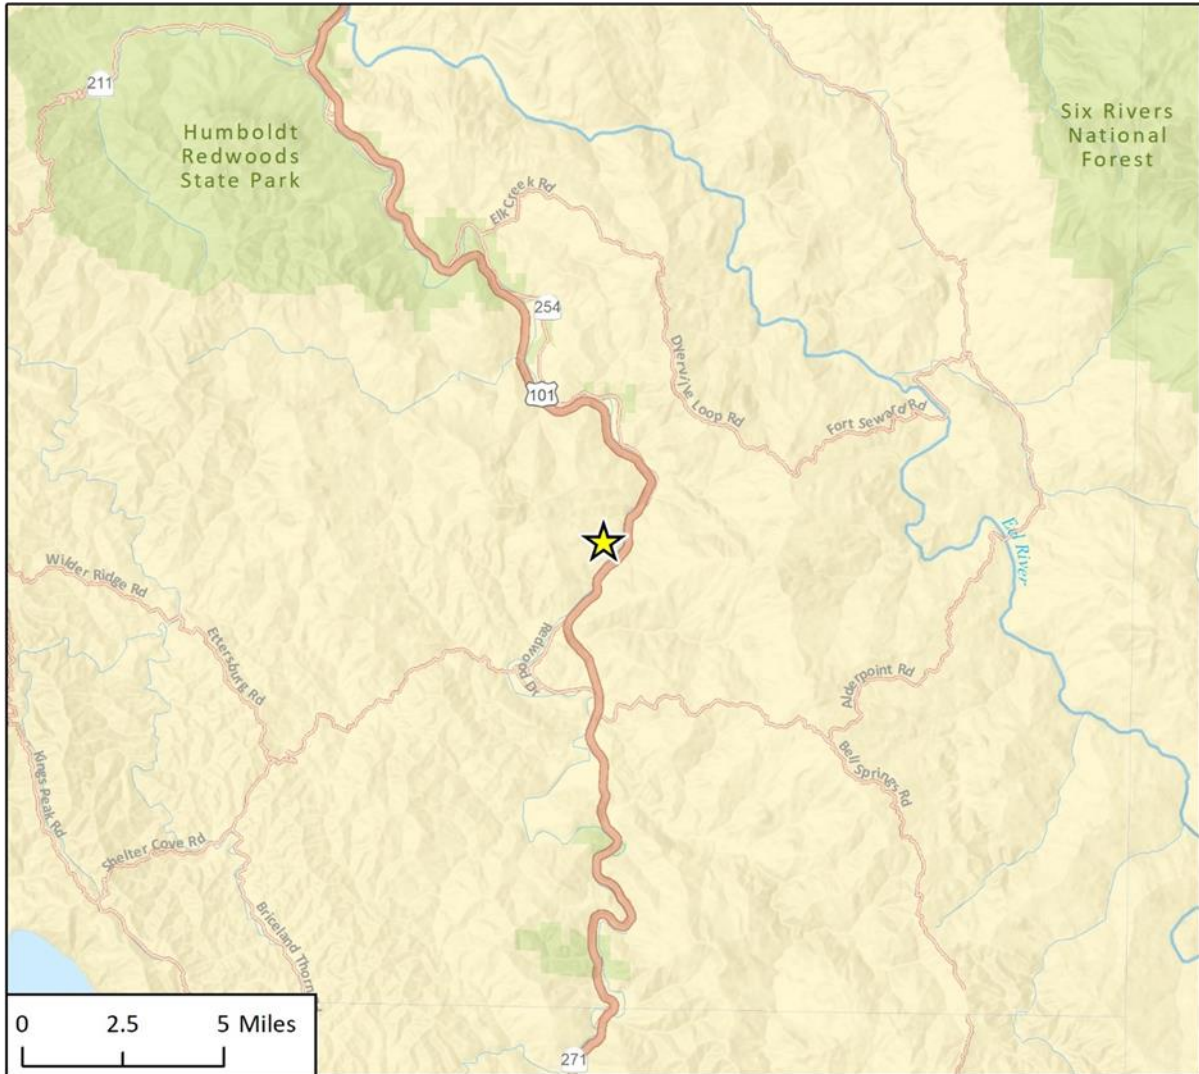 211
Humboldt
Redwoods
State Park
Six Rivers
National
Forest
Elk Creek Rd
254
Dyerville Loop Rd
101
Fort Seward Rd
Eel River
Wilder Ridge Rd
Ettersburg Rd
Redwood Dr
Alderpoint Rd
Bell Springs Rd
Kings Peak Rd
Shelter Cove Rd
Briceland Thorn
0 2.5 5 Miles
271